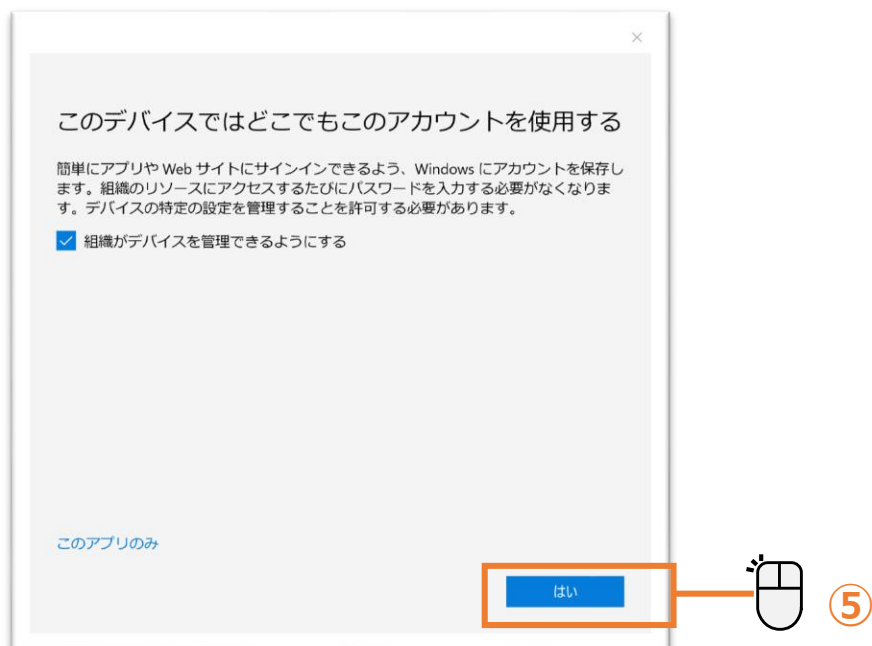 このデバイスではどこでもこのアカウントを使用する
簡単にアプリや Web サイトにサインインできるよう、Windows にアカウントを保存し
ます。組織のリソースにアクセスするたびにパスワードを入力する必要がなくなりま
す。デバイスの特定の設定を管理することを許可する必要があります。
組織がデバイスを管理できるようにする
このアプリのみ
はい
⑤